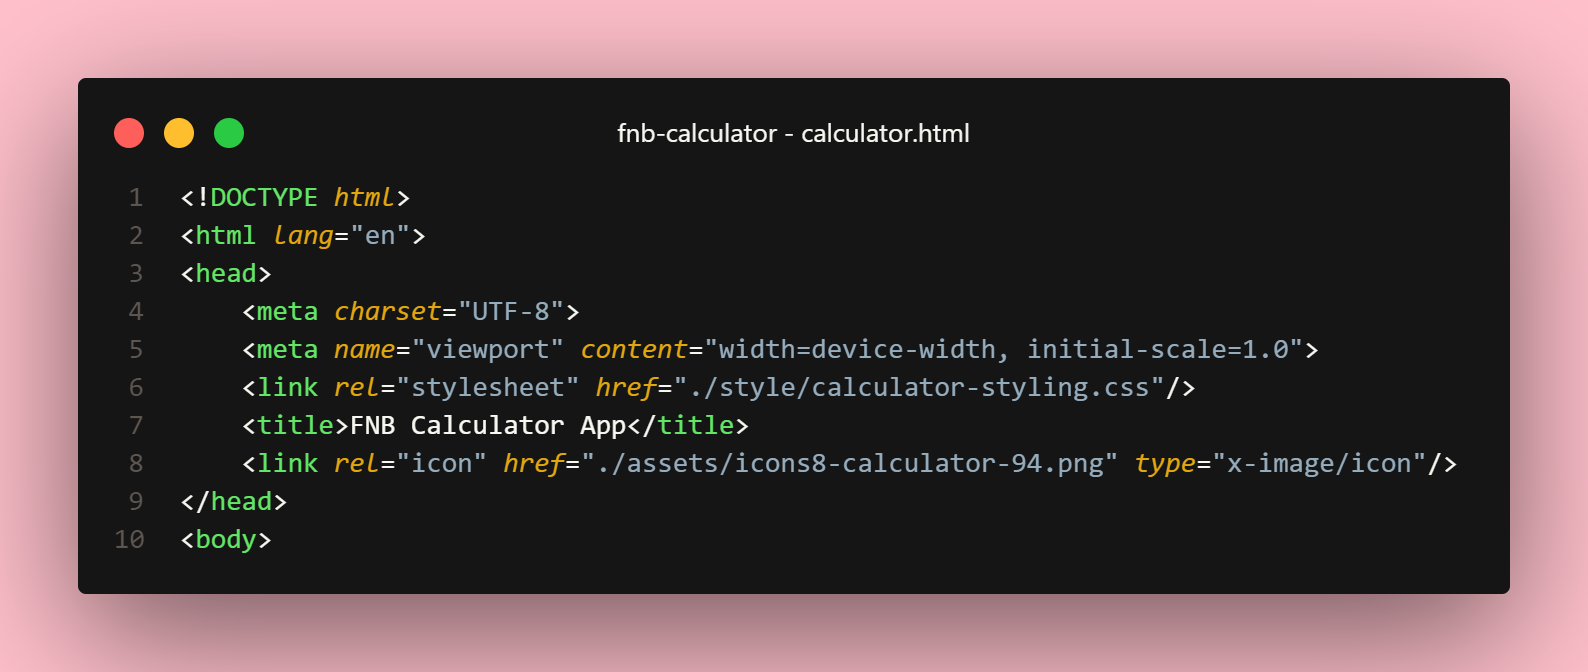 fnb-calculator - calculator.html
1 <!DOCTYPE html>
2 <html lang="en">
3 <head>
4     <meta charset="UTF-8">
5     <meta name="viewport" content="width=device-width, initial-scale=1.0">
6     <link rel="stylesheet" href="./style/calculator-styling.css"/>
7     <title>FNB Calculator App</title>
8     <link rel="icon" href="./assets/icons8-calculator-94.png" type="x-image/icon"/>
9 </head>
10 <body>